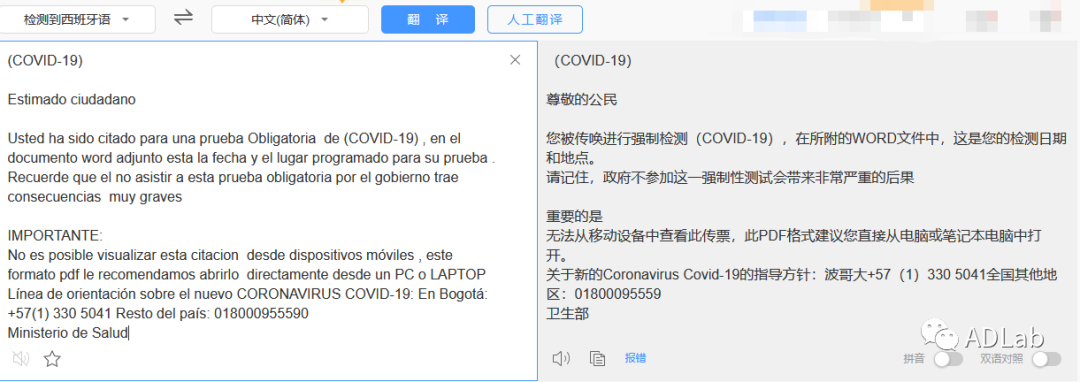 检测到西班牙语
中文(简体)
翻 译
人工翻译
(COVID-19)
Estimado ciudadano
Usted ha sido citado para una prueba Obligatoria de (COVID-19) , en el
documento word adjunto esta la fecha y el lugar programado para su prueba .
Recuerde que el no asistir a esta prueba obligatoria por el gobierno trae
consecuencias muy graves
IMPORTANTE:
No es posible visualizar esta citacion desde dispositivos móviles , este
formato pdf le recomendamos abrirlo directamente desde un PC o LAPTOP
Línea de orientación sobre el nuevo CORONAVIRUS COVID-19: En Bogotá:
+57(1) 330 5041 Resto del país: 018000955590
Ministerio de Salud
（COVID-19)
尊敬的公民
您被传唤进行强制检测（COVID-19），在所附的WORD文件中，这是您的检测日期
和地点。
请记住，政府不参加这一强制性测试会带来非常严重的后果
重要的是
无法从移动设备中查看此传票，此PDF格式建议您直接从电脑或笔记本电脑中打
开。
关于新的Coronavirus Covid-19的指导方针：波哥大+57（1）330 5041全国其他地
区：01800095559
卫生部
报错
拼音
双语对照
ADLab